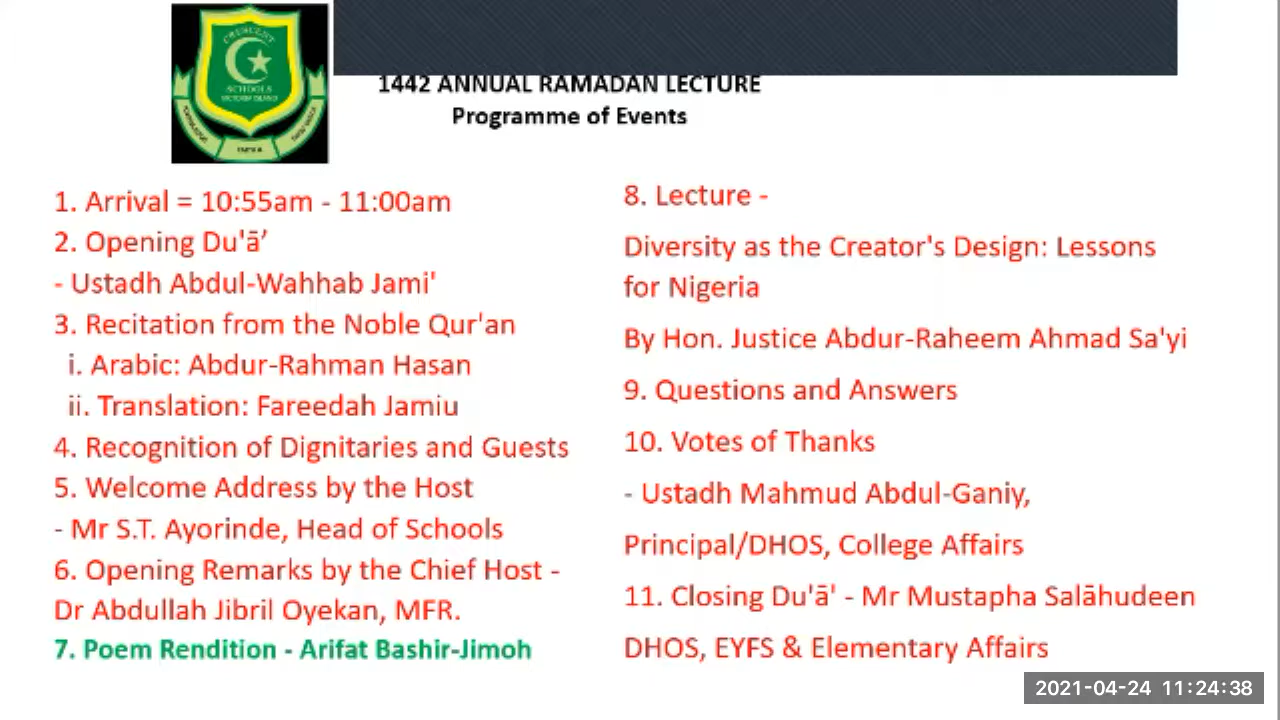 CRESCENT
SCHOOLS
VICTORIA ISLAND
FAITH
1442 ANNUAL RAMADAN LECTURE
Programme of Events
1. Arrival = 10:55am - 11:00am
2. Opening Du'ā’
- Ustadh Abdul-Wahhab Jami'
3. Recitation from the Noble Qur'an
i. Arabic: Abdur-Rahman Hasan
ii. Translation: Fareedah Jamiu
4. Recognition of Dignitaries and Guests
5. Welcome Address by the Host
- Mr S.T. Ayorinde, Head of Schools
6. Opening Remarks by the Chief Host -
Dr Abdullah Jibril Oyekan, MFR.
7. Poem Rendition - Arifat Bashir-Jimoh
8. Lecture -
Diversity as the Creator's Design: Lessons
for Nigeria
By Hon. Justice Abdur-Raheem Ahmad Sa'yi
9. Questions and Answers
10. Votes of Thanks
- Ustadh Mahmud Abdul-Ganiy,
Principal/DHOS, College Affairs
11. Closing Du'ā' - Mr Mustapha Salāhudeen
DHOS, EYFS & Elementary Affairs
2021-04-24 11:24:38